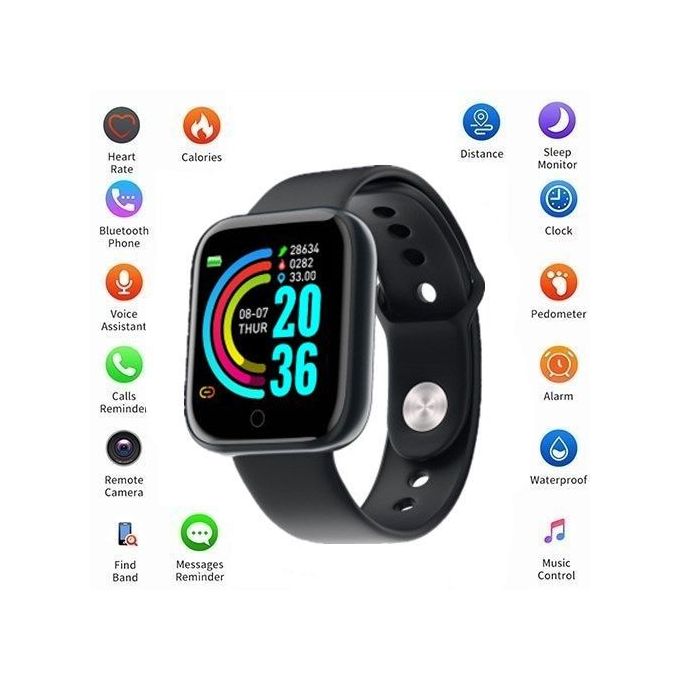 Heart
Rate
Calories
Distance
Sleep
Monitor
Bluetooth
Phone
Clock
28634
0282
33.00
08-07
THUR
20
36
Voice
Assistant
Pedometer
Calls
Reminder
Alarm
Remote
Camera
Waterproof
Find
Band
Messages
Reminder
Music
Control